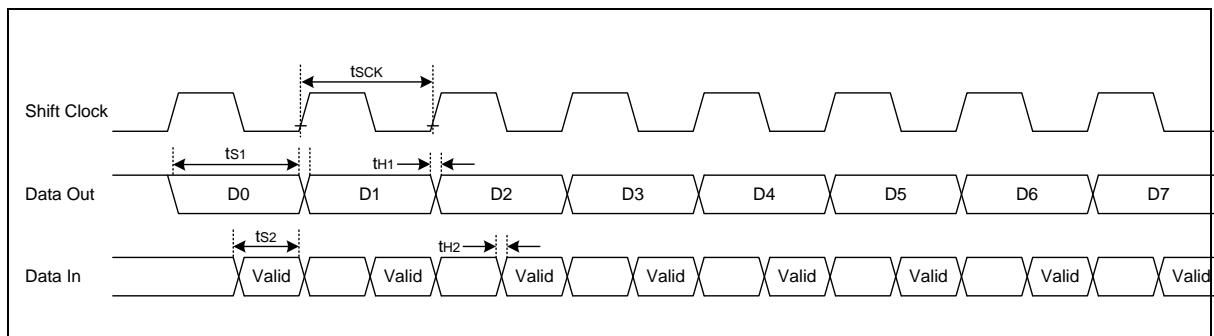 tSCK
Shift Clock
tS1
tH1
Data Out D0 D1 D2 D3 D4 D5 D6 D7
tS2
tH2
Data In Valid Valid Valid Valid Valid Valid Valid Valid